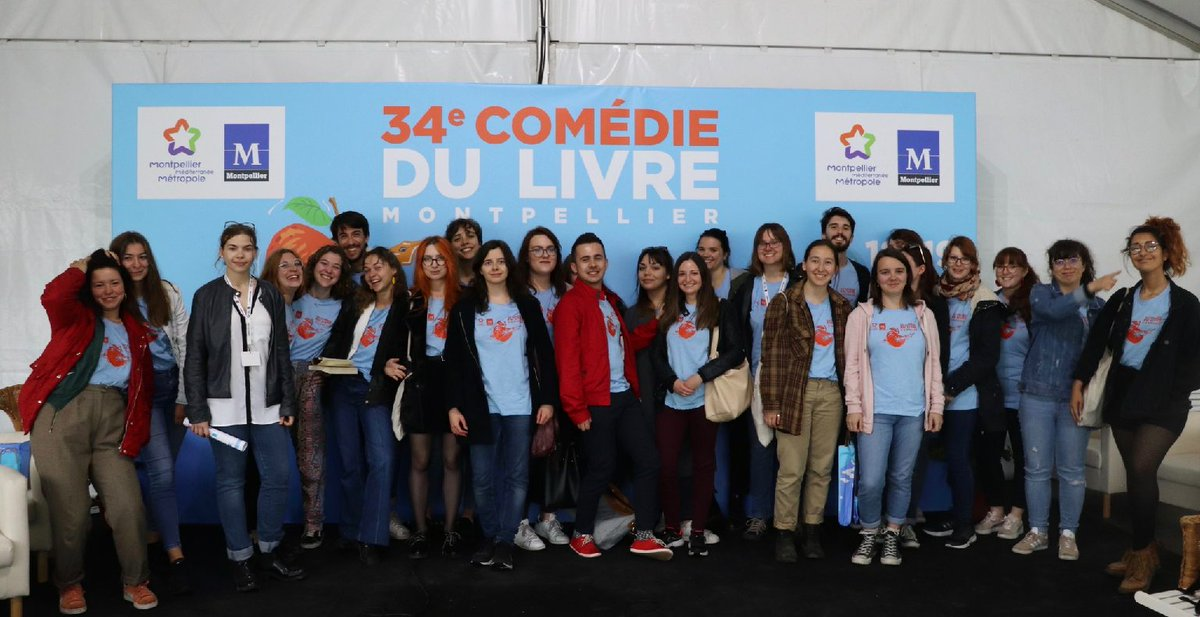 montpellier
méditerranée
métropole
M
Montpellier
34e COMÉDIE
DU LIVRE
MONTPELLIER
montpellier
méditerranée
métropole
M
Montpellier